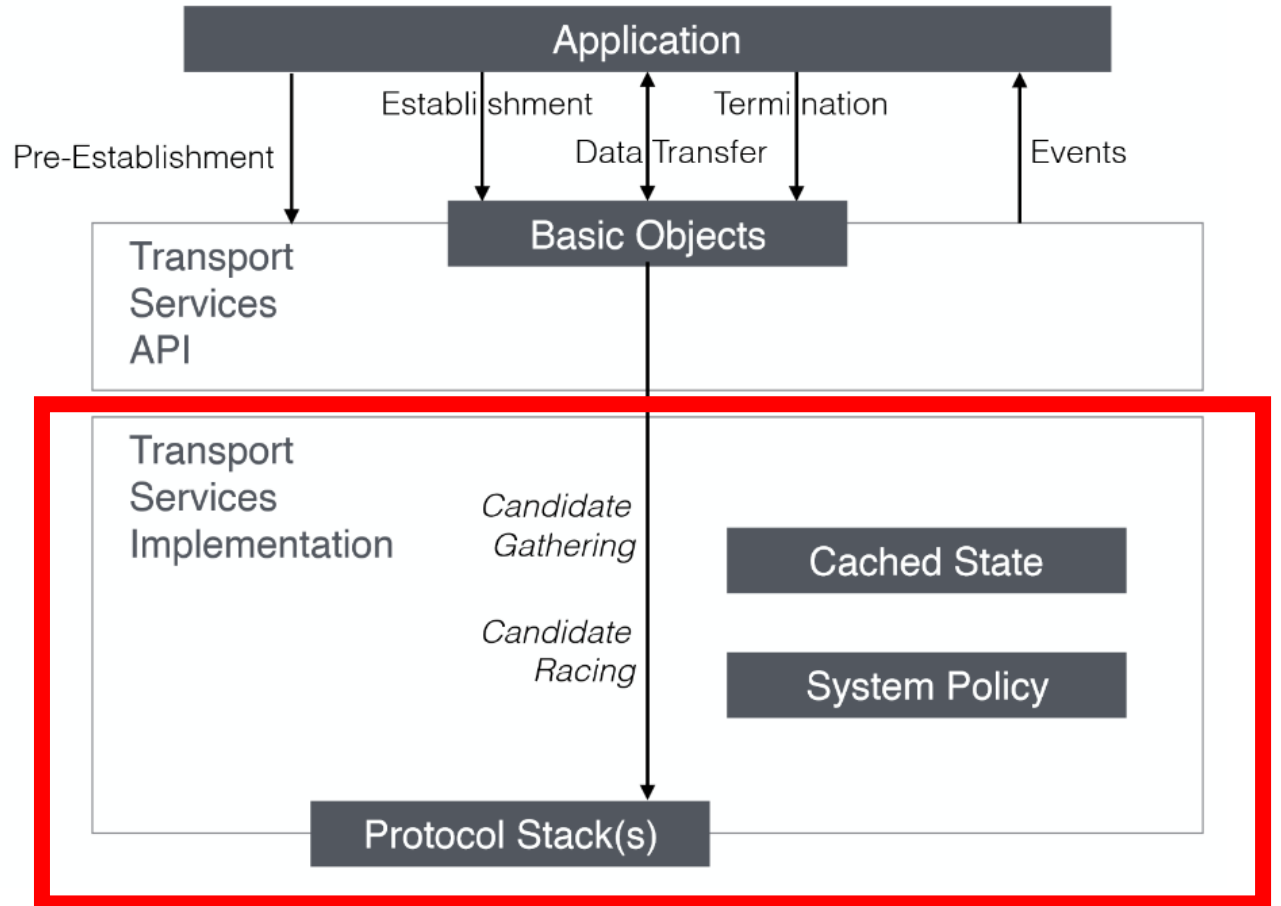 Application
Establishment
Termination
Pre-Establishment
Data Transfer
Events
Basic Objects
Transport
Services
API
Transport
Services
Implementation
Candidate
Gathering
Cached State
Candidate
Racing
System Policy
Protocol Stack(s)